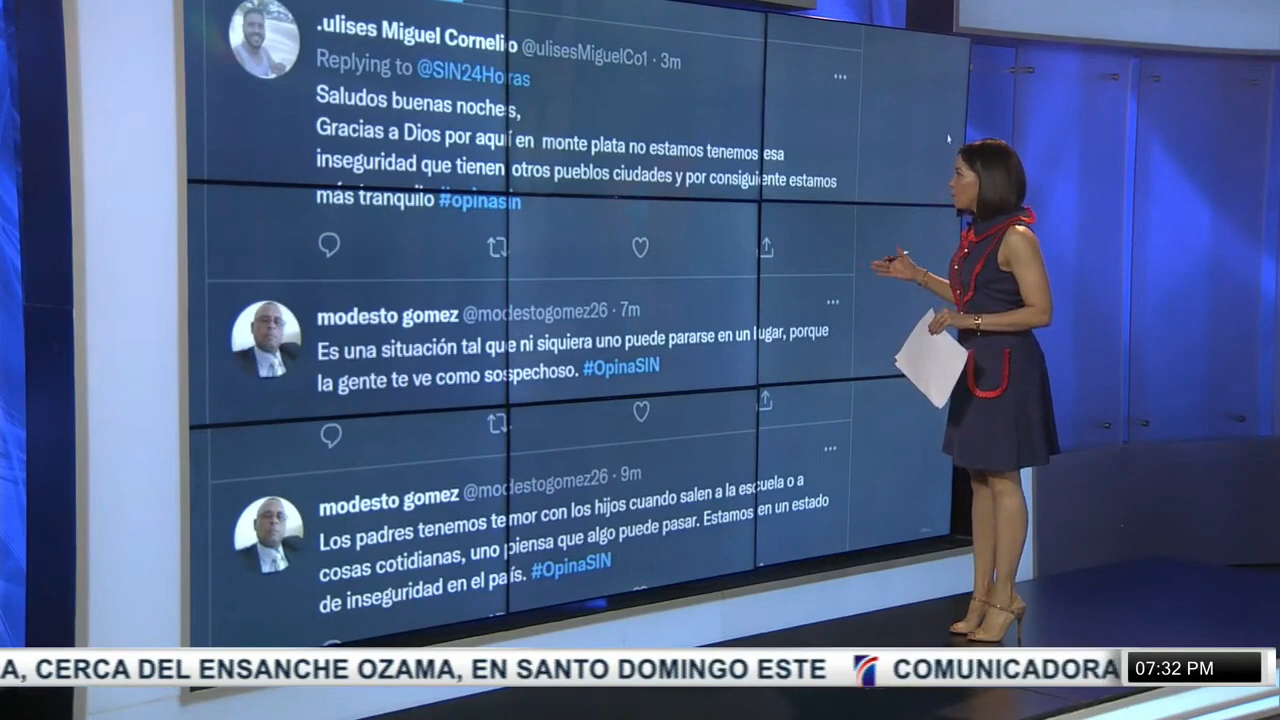 .ulises Miguel Cornelio @ulisesMiguelCo1 · 3m
Replying to @SIN24Horas
Saludos buenas noches,
Gracias a Dios por aquí en monte plata no estamos tenemos esa
inseguridad que tienen otros pueblos ciudades y por consiguiente estamos
más tranquilo #opinasin
modesto gomez @modestogomez26 · 7m
Es una situación tal que ni siquiera uno puede pararse en un lugar, porque
la gente te ve como sospechoso. #OpinaSIN
modesto gomez @modestogomez26 · 9m
Los padres tenemos temor con los hijos cuando salen a la escuela o a
cosas cotidianas, uno piensa que algo puede pasar. Estamos en un estado
de inseguridad en el país. #OpinaSIN
A, CERCA DEL ENSANCHE OZAMA, EN SANTO DOMINGO ESTE COMUNICADORA
07:32 PM